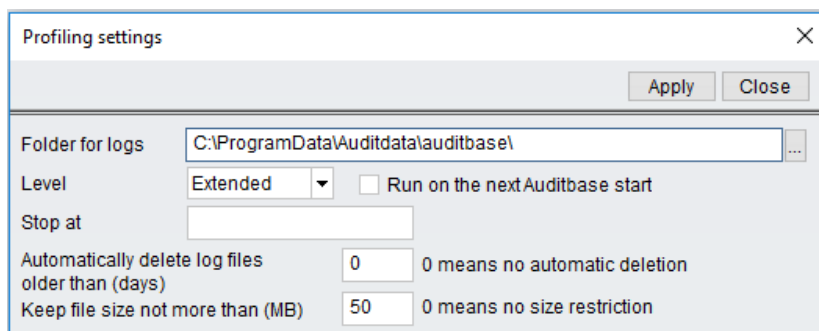 Profiling settings
Apply Close
Folder for logs C:\ProgramData\Auditdata\auditbase\ ...
Level Extended Run on the next Auditbase start
Stop at
Automatically delete log files older than (days) 0 0 means no automatic deletion
Keep file size not more than (MB) 50 0 means no size restriction